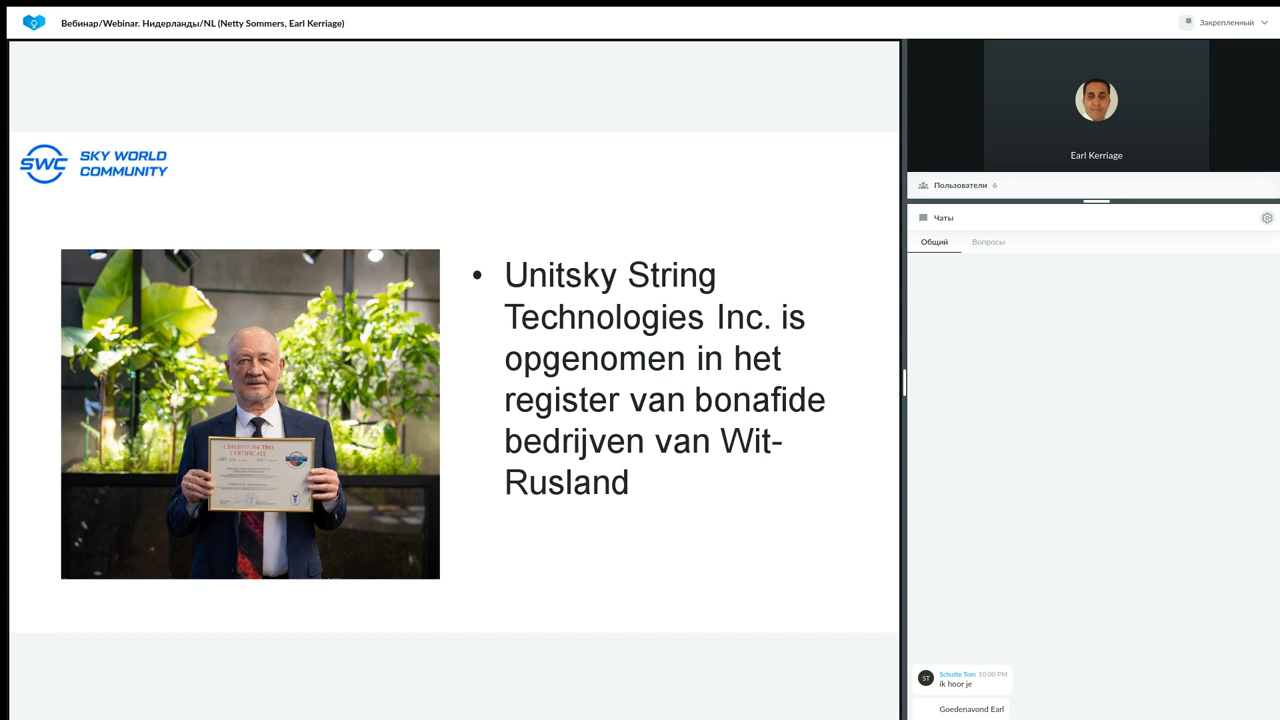 Вебинар/Webinar. Нидерланды/NL (Netty Sommers, Earl Kerriage)
Закрепленный
SWC
SKY WORLD
COMMUNITY
СВИДЕТЕЛЬСТВО
CERTIFICATE
• Unitsky String
Technologies Inc. is
opgenomen in het
register van bonafide
bedrijven van Wit-
Rusland
Earl Kerriage
Пользователи 6
Чаты
Общий
Вопросы
ST
Schutte Tom 10:00 PM
ik hoor je
Goedenavond Earl